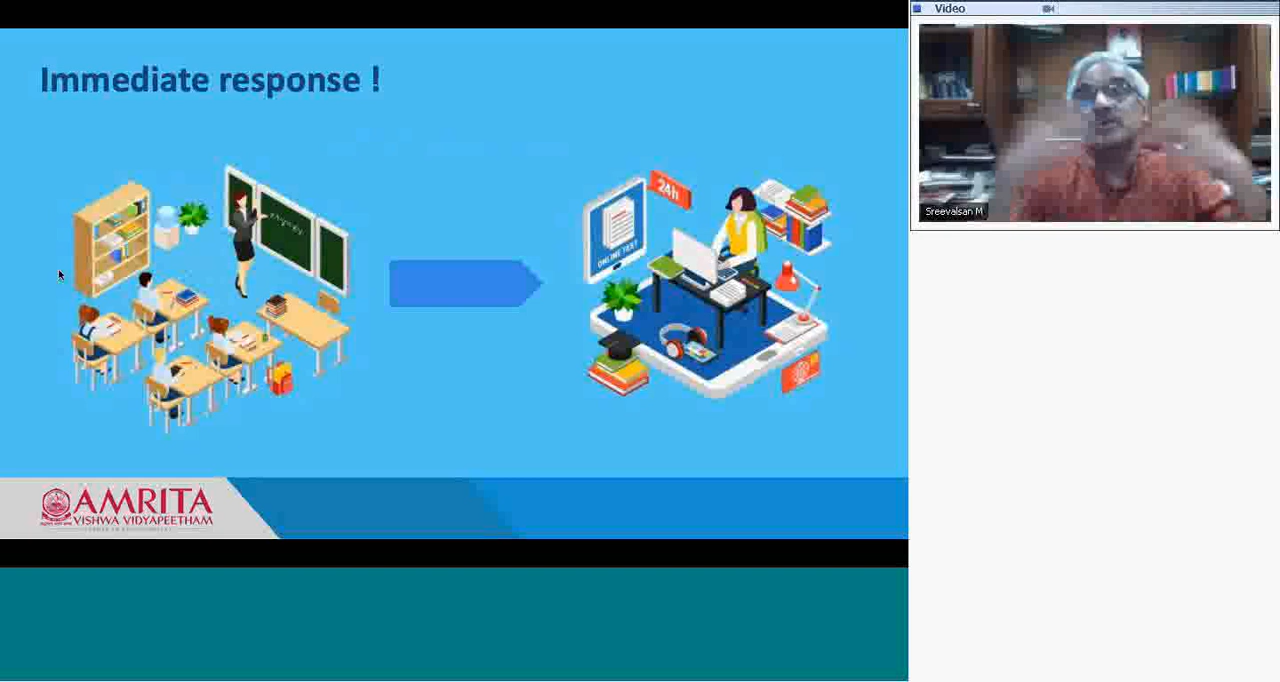 Immediate response !
24h
ONLINE TEST
AMRITA
VISHWA VIDYAPEETHAM
Video
Sreevalsan M